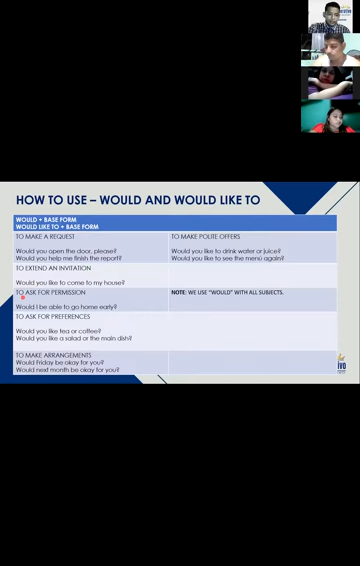 HOW TO USE – WOULD AND WOULD LIKE TO
WOULD + BASE FORM
WOULD LIKE TO + BASE FORM
TO MAKE A REQUEST
Would you open the door, please?
Would you help me finish the report?
TO MAKE POLITE OFFERS
Would you like to drink water or juice?
Would you like to see the menú again?
TO EXTEND AN INVITATION
Would you like to come to my house?
TO ASK FOR PERMISSION
Would I be able to go home early?
NOTE: WE USE "WOULD" WITH ALL SUBJECTS.
TO ASK FOR PREFERENCES
Would you like tea or coffee?
Would you like a salad or the main dish?
TO MAKE ARRANGEMENTS
Would Friday be okay for you?
Would next month be okay for you?